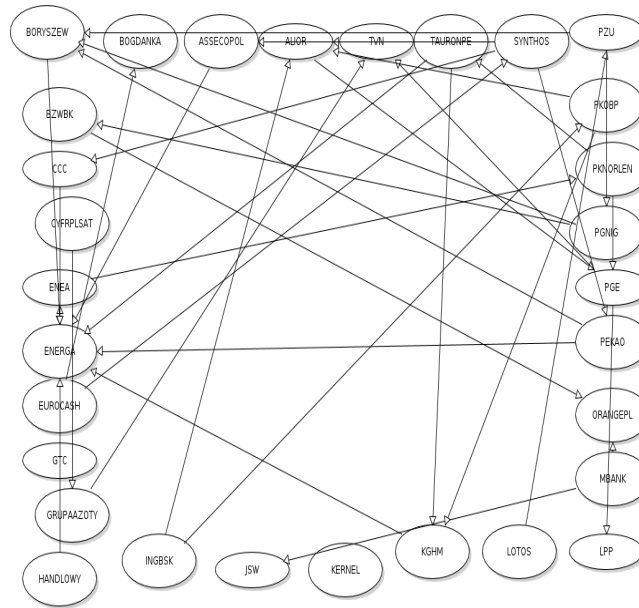 BORYSZEW
BOGDANKA
ASSECOPOL
ALIOR
TVN
TAURONPE
SYNTHOS
PZU
BZWBK
PKOBP
CCC
PKNORLEN
CYFRPLSAT
PGNIG
ENEA
PGE
ENERGA
PEKAO
EUROCASH
ORANGEPL
GTC
MBANK
GRUPAAZOTY
HANDLOWY
INGBSK
JSW
KERNEL
KGHM
LOTOS
LPP